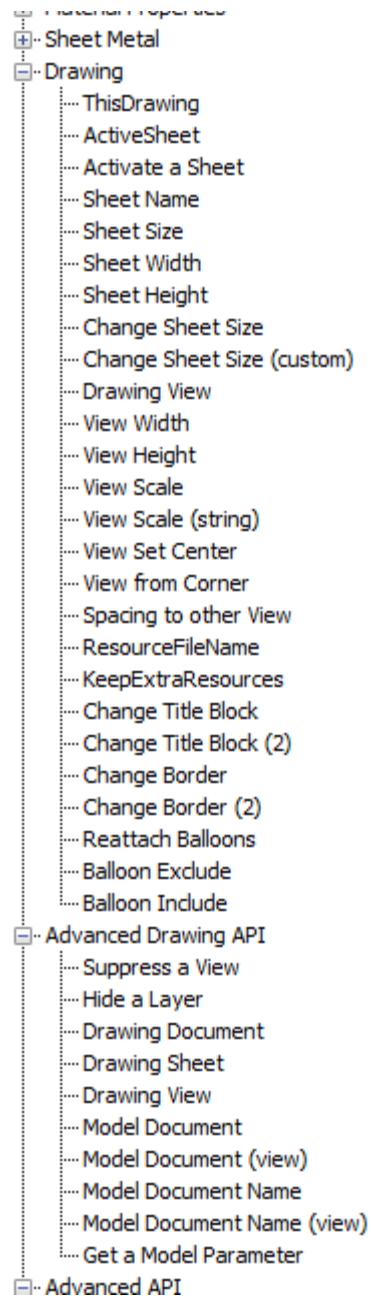 Material Properties
Sheet Metal
Drawing
ThisDrawing
ActiveSheet
Activate a Sheet
Sheet Name
Sheet Size
Sheet Width
Sheet Height
Change Sheet Size
Change Sheet Size (custom)
Drawing View
View Width
View Height
View Scale
View Scale (string)
View Set Center
View from Corner
Spacing to other View
ResourceFileName
KeepExtraResources
Change Title Block
Change Title Block (2)
Change Border
Change Border (2)
Reattach Balloons
Balloon Exclude
Balloon Include
Advanced Drawing API
Suppress a View
Hide a Layer
Drawing Document
Drawing Sheet
Drawing View
Model Document
Model Document (view)
Model Document Name
Model Document Name (view)
Get a Model Parameter
Advanced API